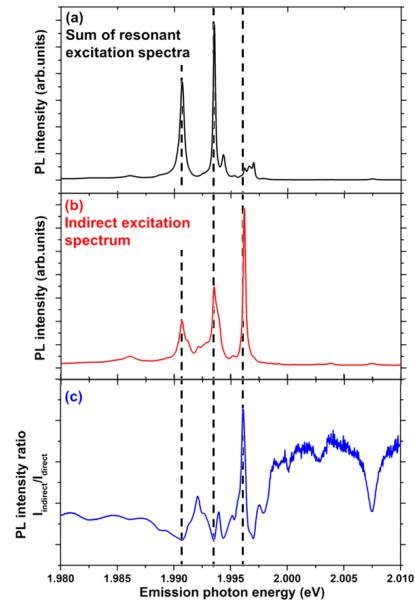 (a)
Sum of resonant
excitation spectra
PL intensity (arb.units)
(b)
Indirect excitation
spectrum
PL intensity (arb.units)
(c)
PL intensity ratio
I_indirect/I_direct
1.980 1.985 1.990 1.995 2.000 2.005 2.010
Emission photon energy (eV)